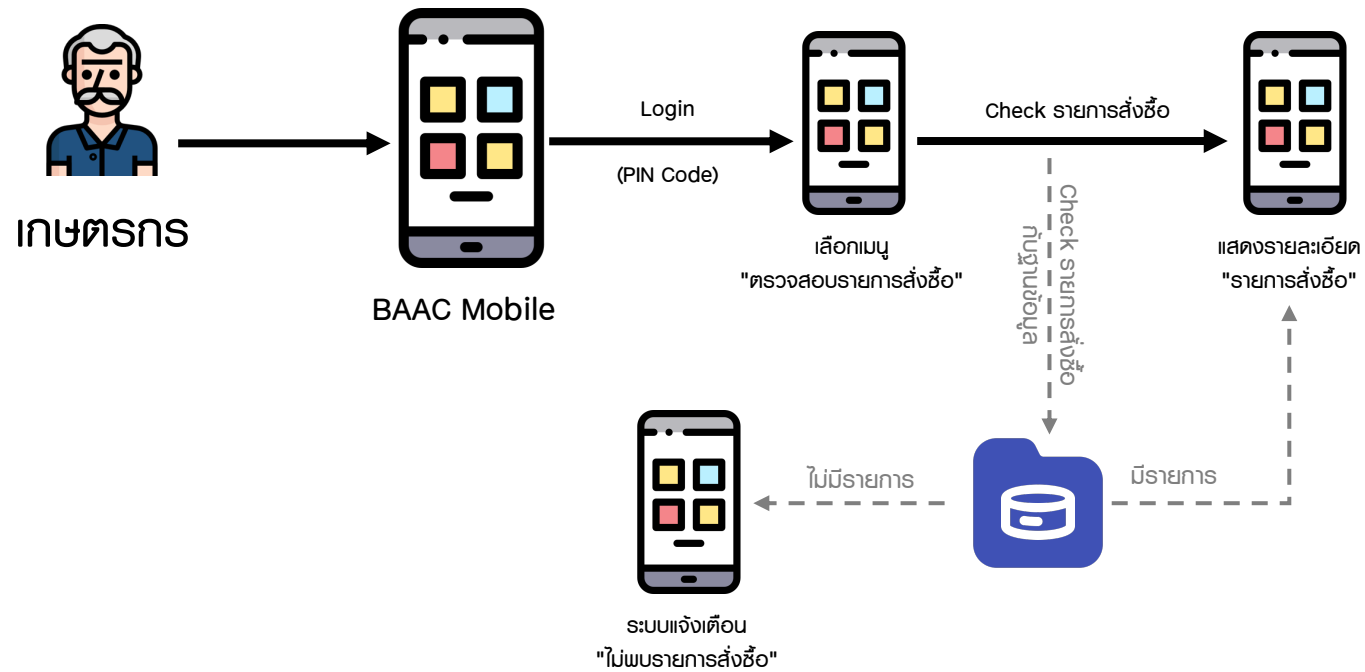 เกษตรกร
BAAC Mobile
Login
(PIN Code)
เลือกเมนู
"ตรวจสอบรายการสั่งซื้อ"
Check รายการสั่งซื้อ
แสดงรายละเอียด
"รายการสั่งซื้อ"
Check รายการสั่งซื้อ
กับฐานข้อมูล
ไม่มีรายการ
มีรายการ
ระบบแจ้งเตือน
"ไม่พบรายการสั่งซื้อ"